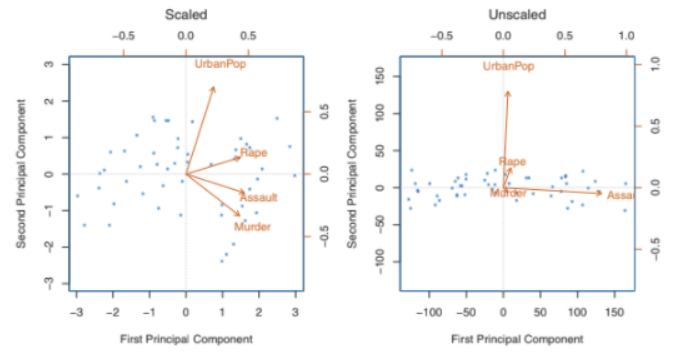 Scaled
−0.5 0.0 0.5
UrbanPop
Rape
Assault
Murder
3
2
1
0
−1
−2
−3
0.5
0.0
−0.5
−3 −2 −1 0 1 2 3
First Principal Component
Second Principal Component
Unscaled
−0.5 0.0 0.5 1.0
UrbanPop
Rape
Murder
Assau
150
100
50
0
−50
−100
1.0
0.5
0.0
−0.5
−100 −50 0 50 100 150
First Principal Component
Second Principal Component